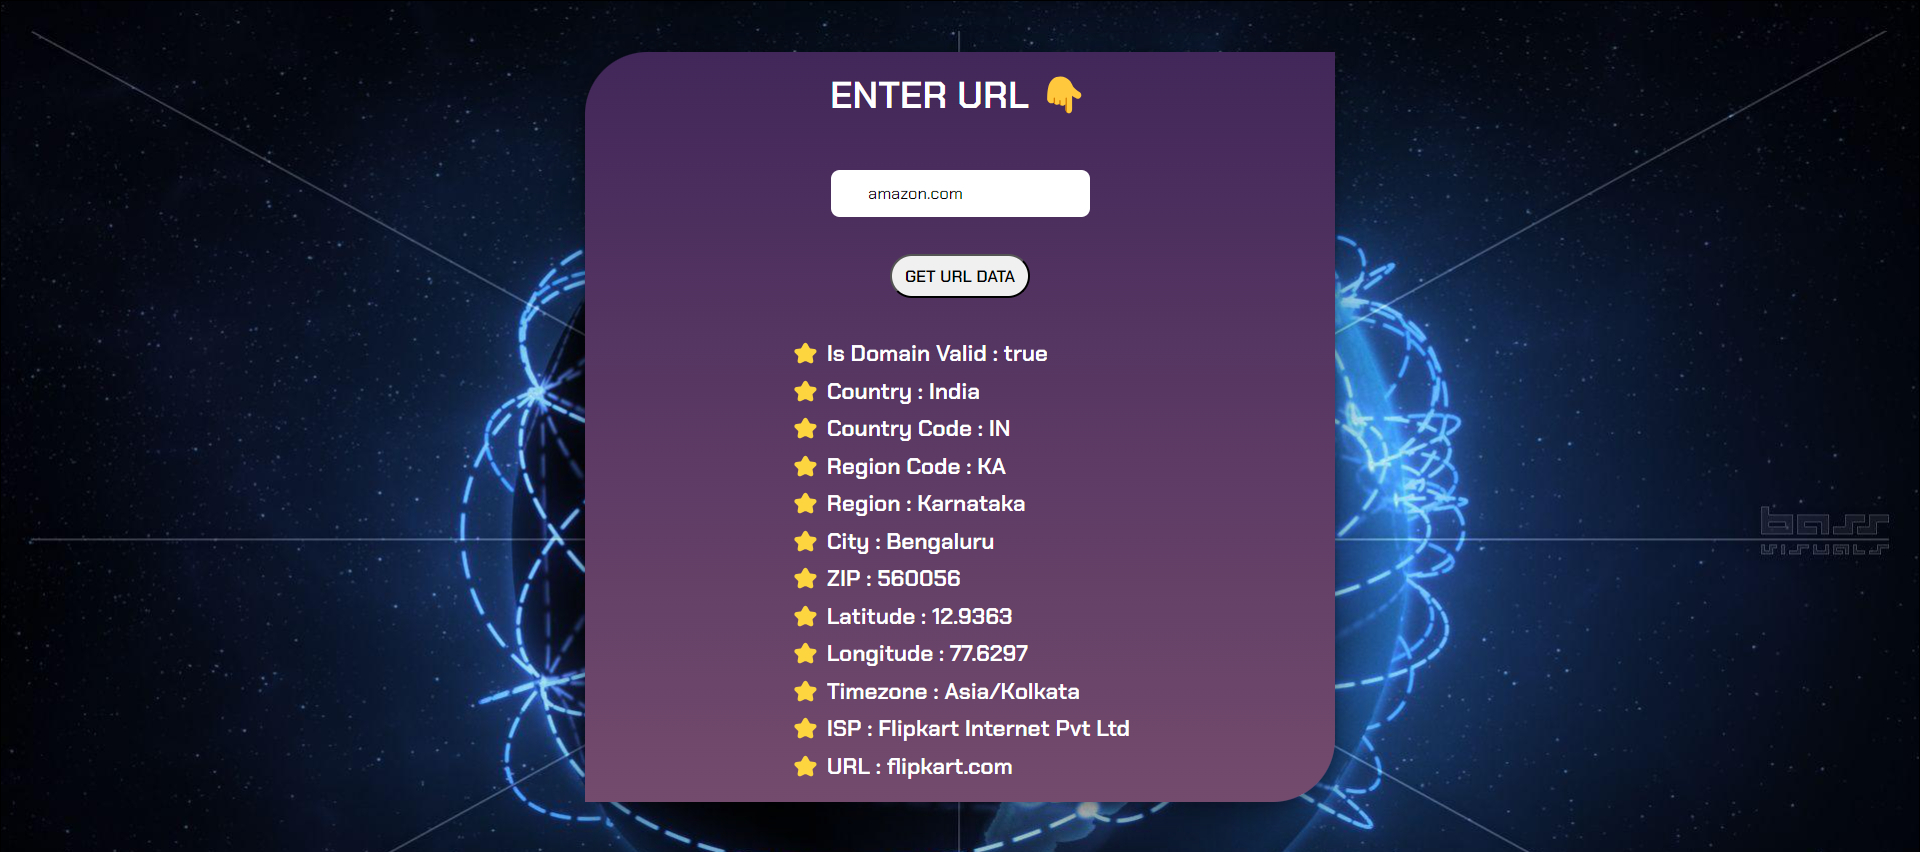 ENTER URL 👇
amazon.com
GET URL DATA
⭐ Is Domain Valid : true
⭐ Country : India
⭐ Country Code : IN
⭐ Region Code : KA
⭐ Region : Karnataka
⭐ City : Bengaluru
⭐ ZIP : 560056
⭐ Latitude : 12.9363
⭐ Longitude : 77.6297
⭐ Timezone : Asia/Kolkata
⭐ ISP : Flipkart Internet Pvt Ltd
⭐ URL : flipkart.com
bass
visuals